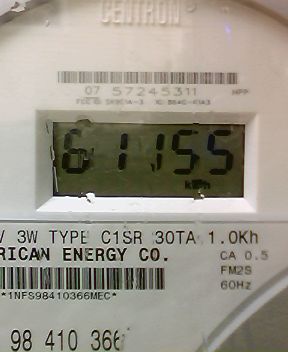 CENTRON
07 57245311
61155
kWh
V 3W TYPE C1SR 30TA 1.0Kh
RICAN ENERGY CO. CA 0.5
FM2S
*1NFS98410366MEC* 60Hz
98 410 366